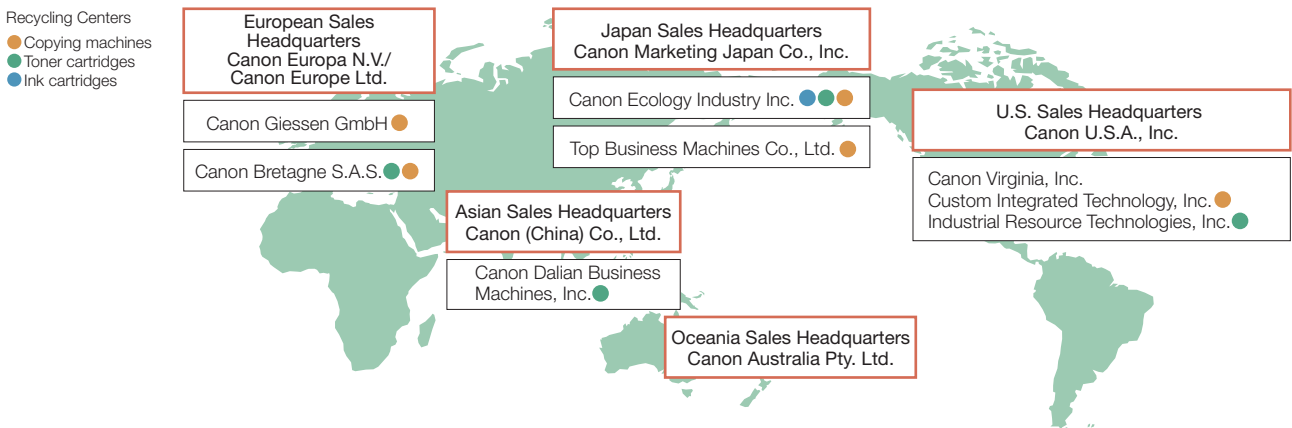 Recycling Centers
Copying machines
Toner cartridges
Ink cartridges
European Sales
Headquarters
Canon Europa N.V./
Canon Europe Ltd.
Canon Giessen GmbH
Canon Bretagne S.A.S.
Japan Sales Headquarters
Canon Marketing Japan Co., Inc.
Canon Ecology Industry Inc.
Top Business Machines Co., Ltd.
Asian Sales Headquarters
Canon (China) Co., Ltd.
Canon Dalian Business
Machines, Inc.
Oceania Sales Headquarters
Canon Australia Pty. Ltd.
U.S. Sales Headquarters
Canon U.S.A., Inc.
Canon Virginia, Inc.
Custom Integrated Technology, Inc.
Industrial Resource Technologies, Inc.